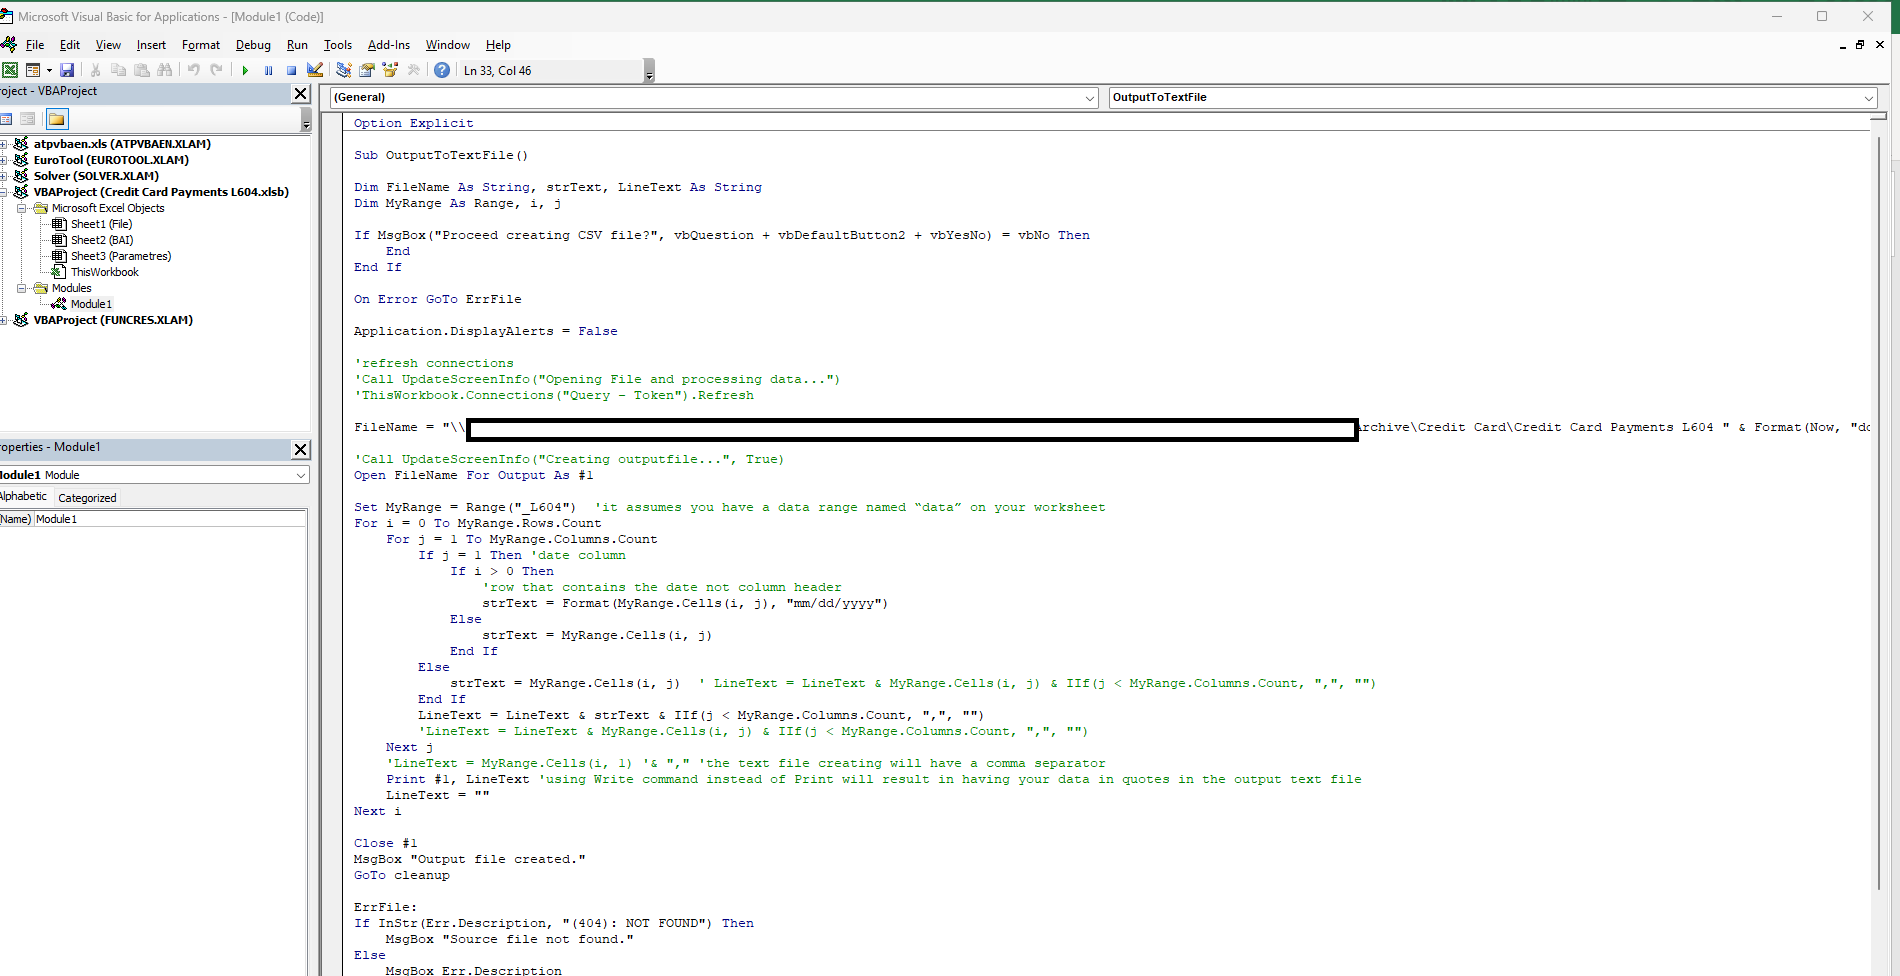 Microsoft Visual Basic for Applications - [Module1 (Code)]
File Edit View Insert Format Debug Run Tools Add-Ins Window Help
Ln 33, Col 46
roject - VBAProject
atpvbaen.xls (ATPVBAEN.XLAM)
EuroTool (EUROTOOL.XLAM)
Solver (SOLVER.XLAM)
VBAProject (Credit Card Payments L604.xlsb)
Microsoft Excel Objects
Sheet1 (File)
Sheet2 (BAI)
Sheet3 (Parametres)
ThisWorkbook
Modules
Module1
VBAProject (FUNCRES.XLAM)
roperties - Module1
Module1 Module
Alphabetic Categorized
(Name) Module1
(General) OutputToTextFile
Option Explicit
Sub OutputToTextFile()
Dim FileName As String, strText, LineText As String
Dim MyRange As Range, i, j
If MsgBox("Proceed creating CSV file?", vbQuestion + vbDefaultButton2 + vbYesNo) = vbNo Then
End
End If
On Error GoTo ErrFile
Application.DisplayAlerts = False
'refresh connections
'Call UpdateScreenInfo("Opening File and processing data...")
'ThisWorkbook.Connections("Query - Token").Refresh
FileName = "\\ rchive\Credit Card\Credit Card Payments L604 " & Format(Now, "dd
'Call UpdateScreenInfo("Creating outputfile...", True)
Open FileName For Output As #1
Set MyRange = Range("_L604") 'it assumes you have a data range named “data” on your worksheet
For i = 0 To MyRange.Rows.Count
For j = 1 To MyRange.Columns.Count
If j = 1 Then 'date column
If i > 0 Then
'row that contains the date not column header
strText = Format(MyRange.Cells(i, j), "mm/dd/yyyy")
Else
strText = MyRange.Cells(i, j)
End If
Else
strText = MyRange.Cells(i, j) ' LineText = LineText & MyRange.Cells(i, j) & IIf(j < MyRange.Columns.Count, ",", "")
End If
LineText = LineText & strText & IIf(j < MyRange.Columns.Count, ",", "")
'LineText = LineText & MyRange.Cells(i, j) & IIf(j < MyRange.Columns.Count, ",", "")
Next j
'LineText = MyRange.Cells(i, 1) '& "," 'the text file creating will have a comma separator
Print #1, LineText 'using Write command instead of Print will result in having your data in quotes in the output text file
LineText = ""
Next i
Close #1
MsgBox "Output file created."
GoTo cleanup
ErrFile:
If InStr(Err.Description, "(404): NOT FOUND") Then
MsgBox "Source file not found."
Else
MsgBox Err.Description